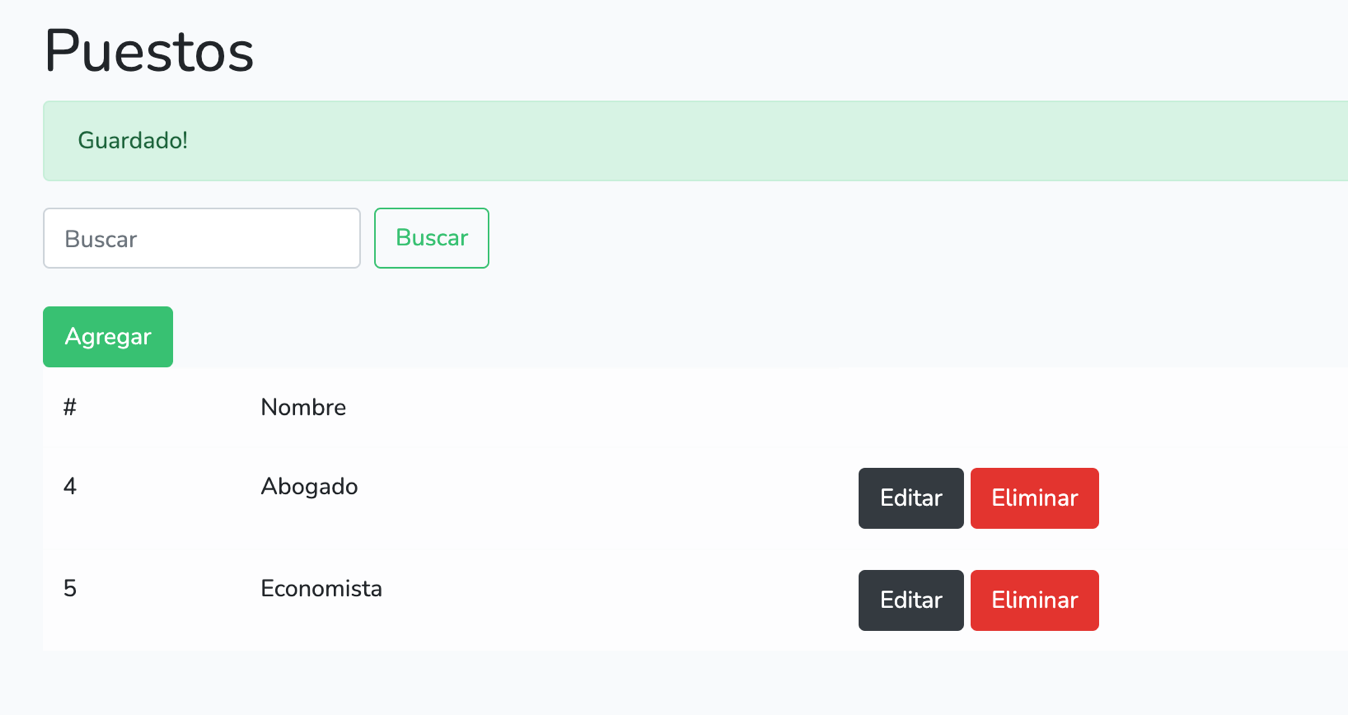 Puestos
Guardado!
Buscar Buscar
Agregar
# Nombre
4 Abogado Editar Eliminar
5 Economista Editar Eliminar